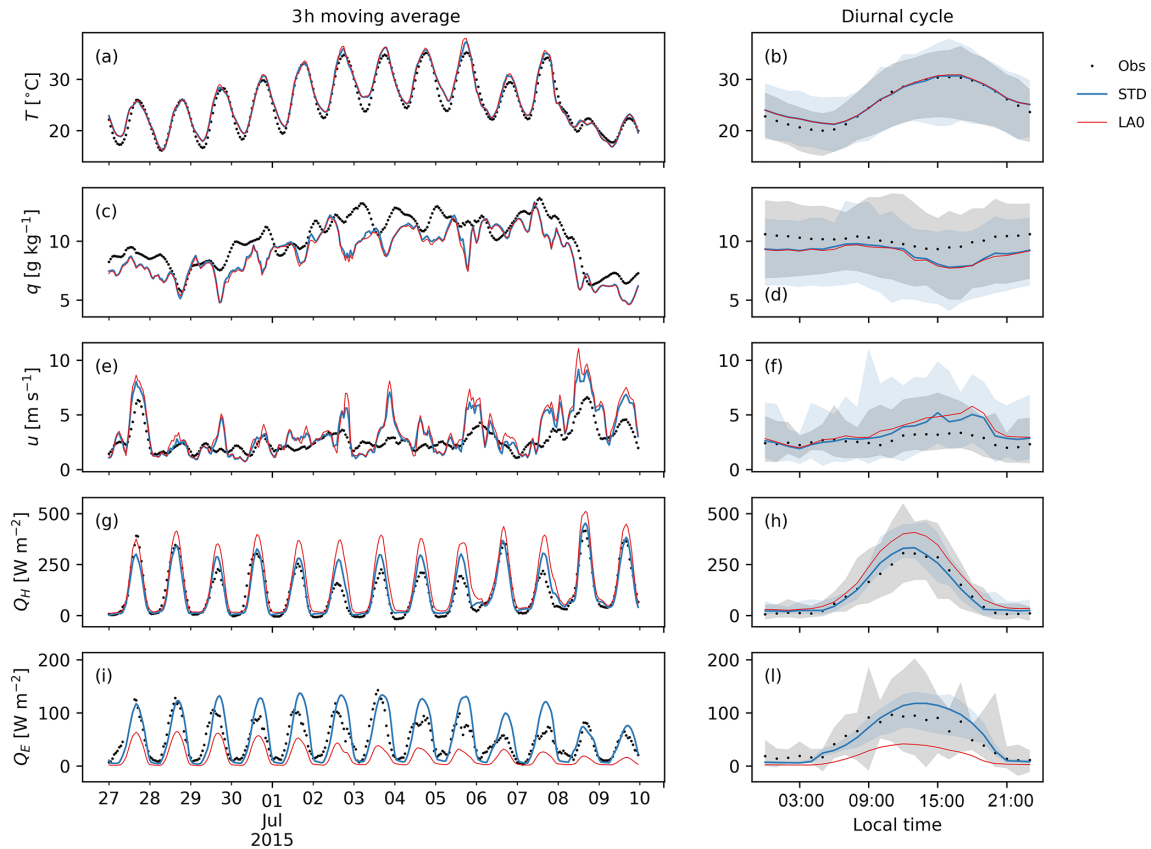 3h moving average
Diurnal cycle
(a)
T [°C]
30
20
(b)
30
20
Obs
STD
LA0
(c)
q [g kg⁻¹]
10
5
(d)
10
5
(e)
u [m s⁻¹]
10
5
0
(f)
10
5
0
(g)
Q_H [W m⁻²]
500
250
0
(h)
500
250
0
(i)
Q_E [W m⁻²]
200
100
0
(l)
200
100
0
27 28 29 30 01 02 03 04 05 06 07 08 09 10
Jul
2015
03:00 09:00 15:00 21:00
Local time